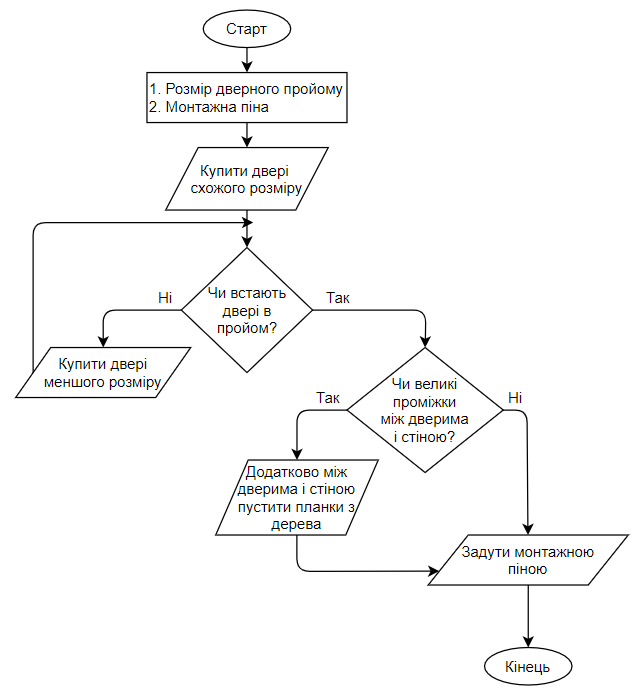 Старт
1. Розмір дверного пройому
2. Монтажна піна
Купити двері
схожого розміру
Чи встають
двері в
пройом?
Ні
Так
Купити двері
меншого розміру
Чи великі
проміжки
між дверима
і стіною?
Так
Ні
Додатково між
дверима і стіною
пустити планки з
дерева
Задути монтажною
піною
Кінець